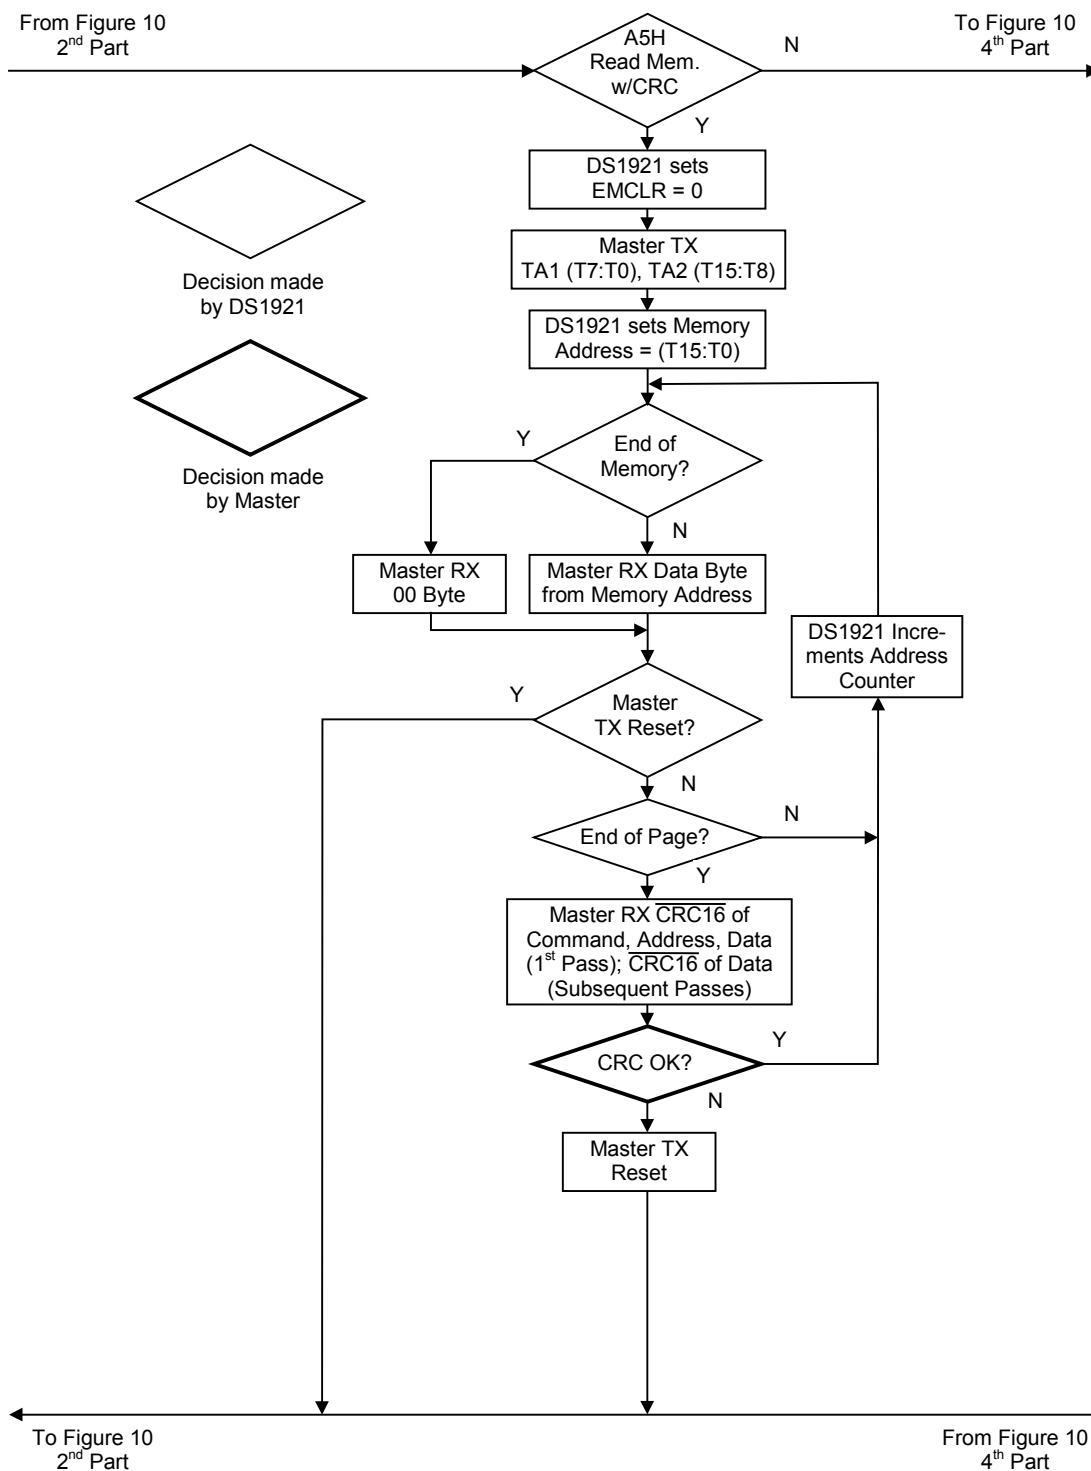 From Figure 10
2nd Part
A5H
Read Mem.
w/CRC
N
To Figure 10
4th Part
Y
DS1921 sets
EMCLR = 0
Master TX
TA1 (T7:T0), TA2 (T15:T8)
Decision made
by DS1921
DS1921 sets Memory
Address = (T15:T0)
Decision made
by Master
Y
End of
Memory?
N
Master RX
00 Byte
Master RX Data Byte
from Memory Address
DS1921 Incre-
ments Address
Counter
Y
Master
TX Reset?
N
End of Page?
N
Y
Master RX CRC16 of
Command, Address, Data
(1st Pass); CRC16 of Data
(Subsequent Passes)
CRC OK?
Y
N
Master TX
Reset
To Figure 10
2nd Part
From Figure 10
4th Part